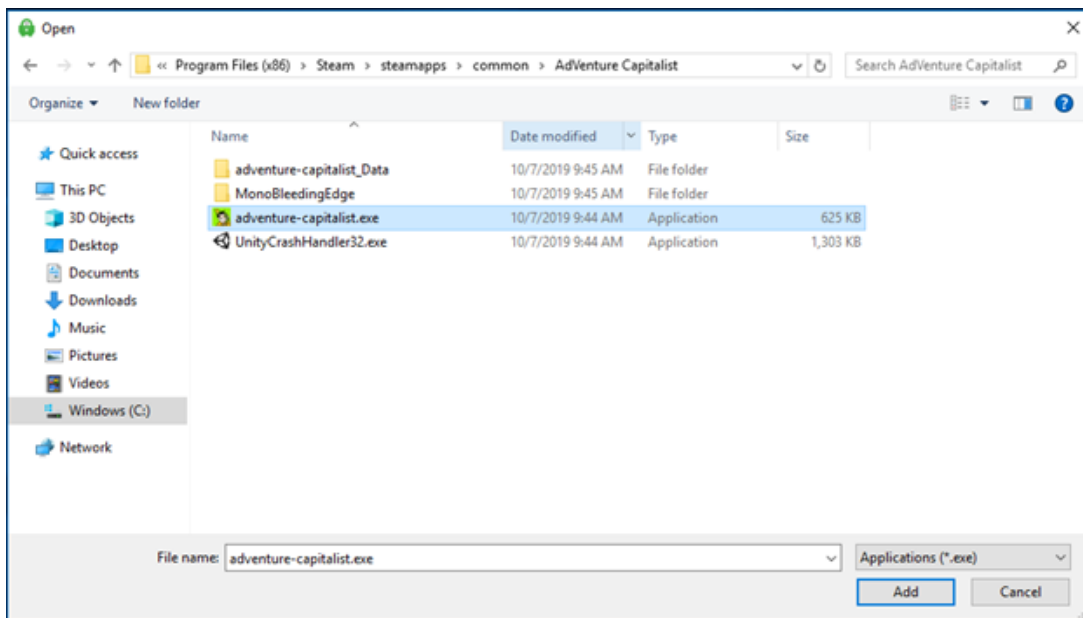 Open
« Program Files (x86) › Steam › steamapps › common › AdVenture Capitalist Search AdVenture Capitalist
Organize New folder
Name Date modified Type Size
Quick access
This PC
3D Objects
Desktop
Documents
Downloads
Music
Pictures
Videos
Windows (C:)
Network
adventure-capitalist_Data 10/7/2019 9:45 AM File folder
MonoBleedingEdge 10/7/2019 9:45 AM File folder
adventure-capitalist.exe 10/7/2019 9:44 AM Application 625 KB
UnityCrashHandler32.exe 10/7/2019 9:44 AM Application 1,303 KB
File name: adventure-capitalist.exe Applications (*.exe)
Add Cancel